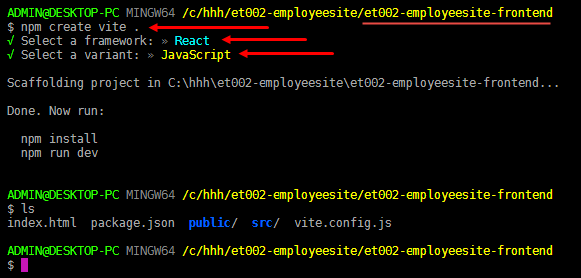 ADMIN@DESKTOP-PC MINGW64 /c/hhh/et002-employeesite/et002-employeesite-frontend
$ npm create vite .
√ Select a framework: » React
√ Select a variant: » JavaScript
Scaffolding project in C:\hhh\et002-employeesite\et002-employeesite-frontend...
Done. Now run:
npm install
npm run dev
ADMIN@DESKTOP-PC MINGW64 /c/hhh/et002-employeesite/et002-employeesite-frontend
$ ls
index.html package.json public/ src/ vite.config.js
ADMIN@DESKTOP-PC MINGW64 /c/hhh/et002-employeesite/et002-employeesite-frontend
$